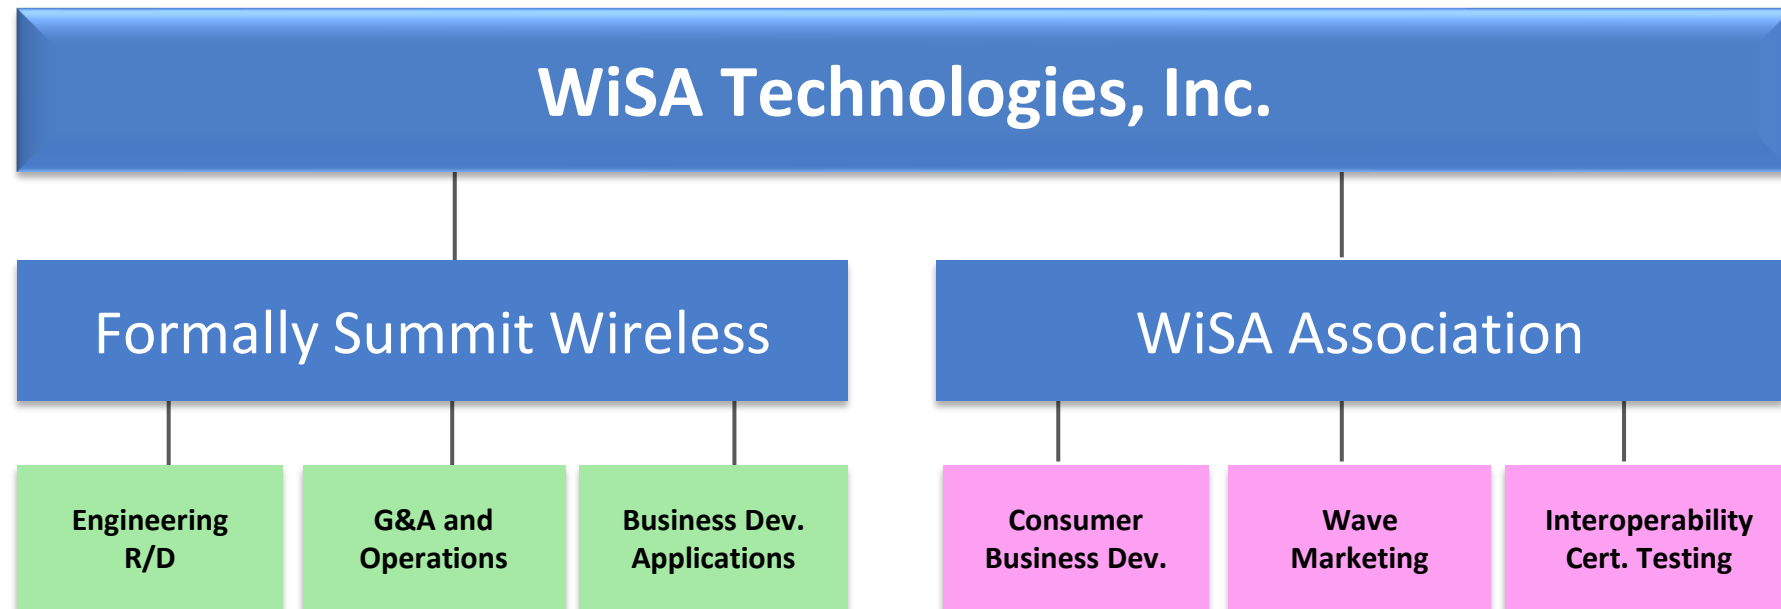 WiSA Technologies, Inc.
Formally Summit Wireless
WiSA Association
Engineering
R/D
G&A and
Operations
Business Dev.
Applications
Consumer
Business Dev.
Wave
Marketing
Interoperability
Cert. Testing